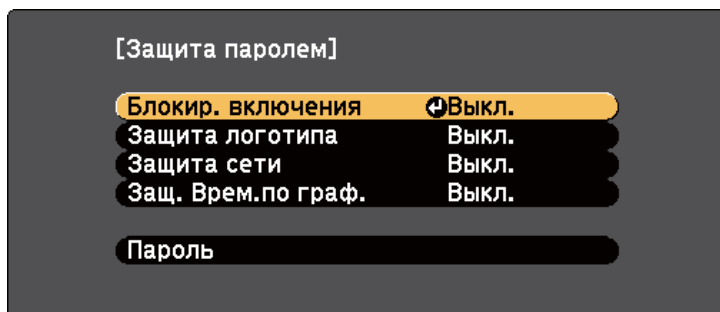 [Защита паролем]
Блокир. включения Выкл.
Защита логотипа Выкл.
Защита сети Выкл.
Защ. Врем.по граф. Выкл.
Пароль